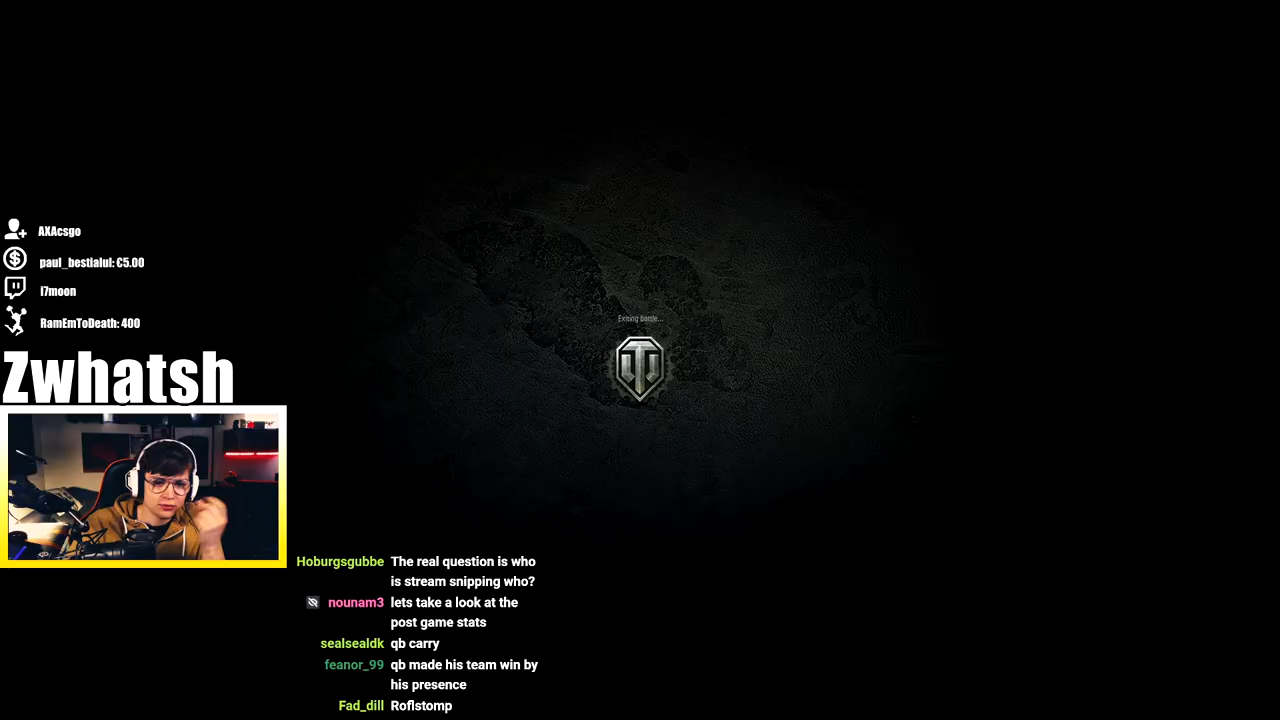 Exiting battle...
AXAcsgo
paul_bestialul: €5.00
l7moon
RamEmToDeath: 400
Zwhatsh
Hoburgsgubbe The real question is who
is stream snipping who?
nounam3 lets take a look at the
post game stats
sealsealdk qb carry
feanor_99 qb made his team win by
his presence
Fad_dill Roflstomp